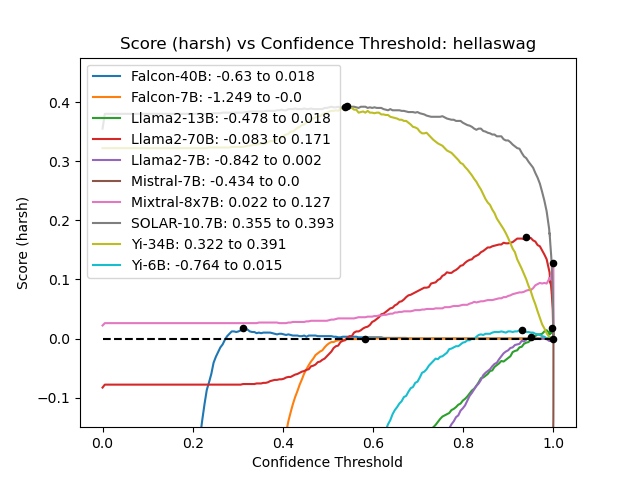 Score (harsh) vs Confidence Threshold: hellaswag
Falcon-40B: -0.63 to 0.018
Falcon-7B: -1.249 to -0.0
Llama2-13B: -0.478 to 0.018
Llama2-70B: -0.083 to 0.171
Llama2-7B: -0.842 to 0.002
Mistral-7B: -0.434 to 0.0
Mixtral-8x7B: 0.022 to 0.127
SOLAR-10.7B: 0.355 to 0.393
Yi-34B: 0.322 to 0.391
Yi-6B: -0.764 to 0.015
Score (harsh)
0.4
0.3
0.2
0.1
0.0
−0.1
0.0 0.2 0.4 0.6 0.8 1.0
Confidence Threshold